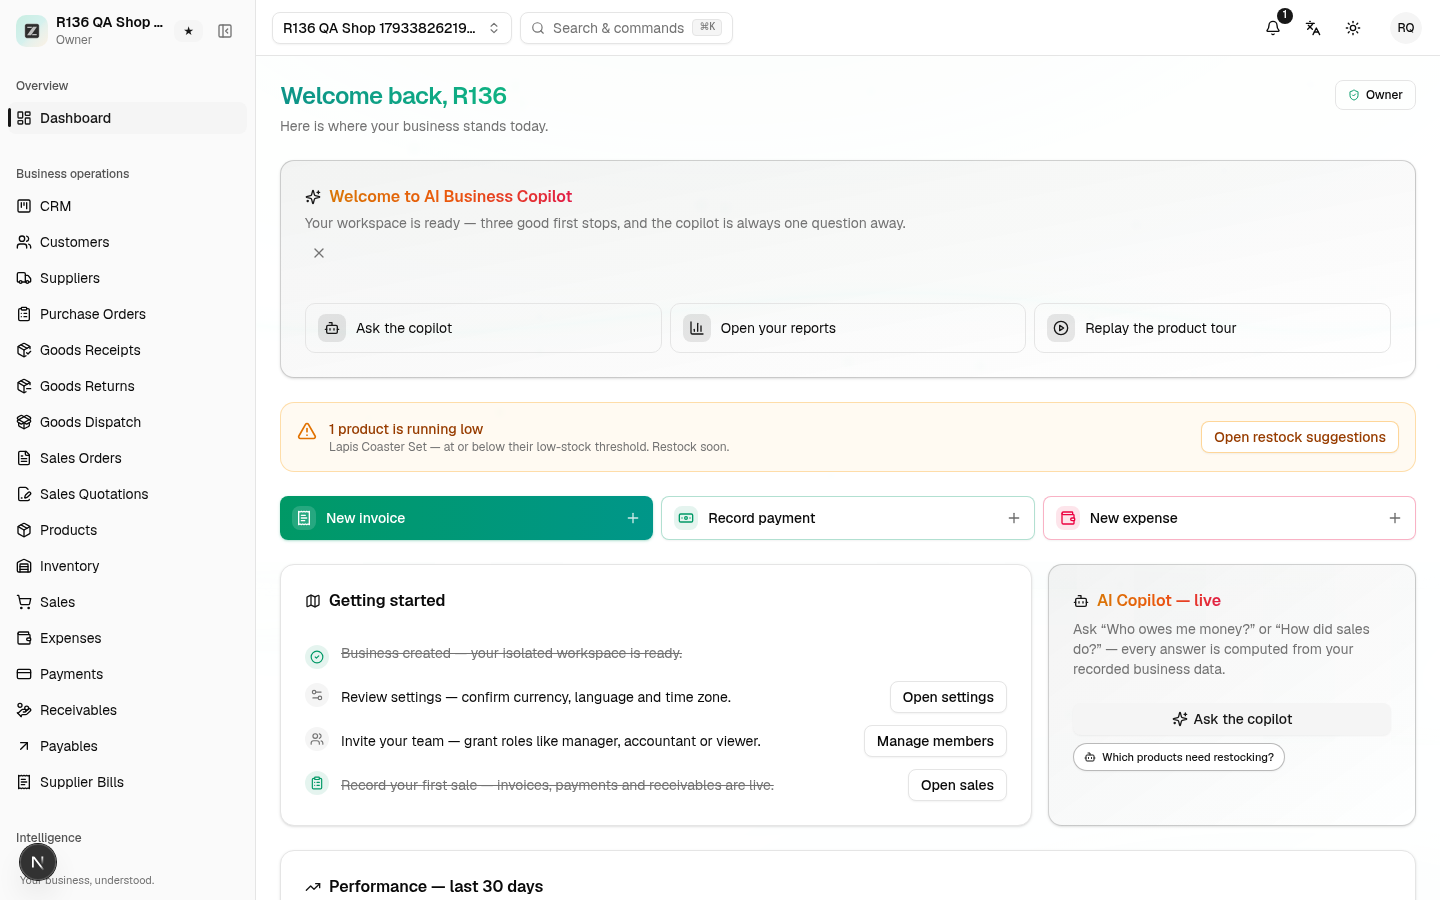 R136 QA Shop ...
Owner
★
R136 QA Shop 17933826219...
Search & commands
⌘K
1
RQ
Overview
Dashboard
Business operations
CRM
Customers
Suppliers
Purchase Orders
Goods Receipts
Goods Returns
Goods Dispatch
Sales Orders
Sales Quotations
Products
Inventory
Sales
Expenses
Payments
Receivables
Payables
Supplier Bills
Intelligence
N
Your business, understood.
Welcome back, R136
Here is where your business stands today.
Owner
Welcome to AI Business Copilot
Your workspace is ready — three good first stops, and the copilot is always one question away.
Ask the copilot
Open your reports
Replay the product tour
1 product is running low
Lapis Coaster Set — at or below their low-stock threshold. Restock soon.
Open restock suggestions
New invoice
Record payment
New expense
Getting started
Business created — your isolated workspace is ready.
Review settings — confirm currency, language and time zone.
Open settings
Invite your team — grant roles like manager, accountant or viewer.
Manage members
Record your first sale — invoices, payments and receivables are live.
Open sales
AI Copilot — live
Ask “Who owes me money?” or “How did sales
do?” — every answer is computed from your
recorded business data.
Ask the copilot
Which products need restocking?
Performance — last 30 days